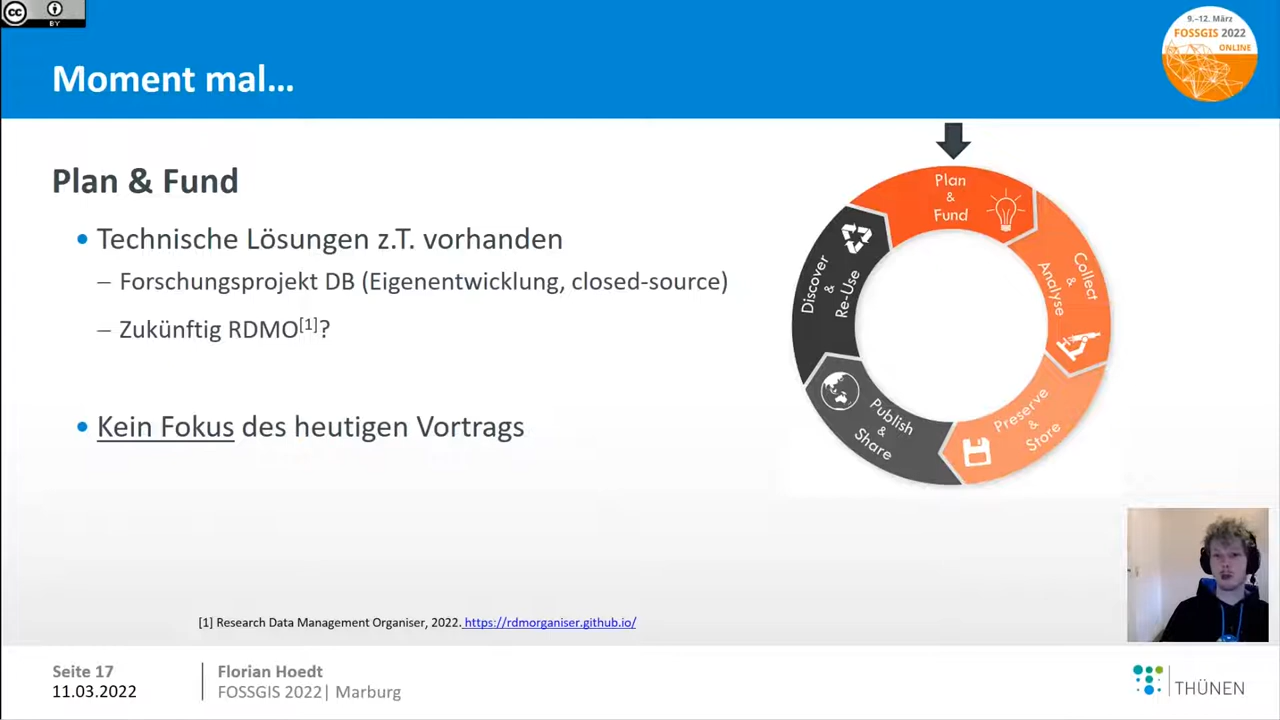 cc
BY
9.-12. März
FOSSGIS 2022
ONLINE
Moment mal...
Plan & Fund
• Technische Lösungen z.T. vorhanden
– Forschungsprojekt DB (Eigenentwicklung, closed-source)
– Zukünftig RDMO[1]?
• Kein Fokus des heutigen Vortrags
Plan
&
Fund
Collect
&
Analyse
Preserve
&
Store
Publish
&
Share
Discover
&
Re-Use
[1] Research Data Management Organiser, 2022. https://rdmorganiser.github.io/
Seite 17
11.03.2022
Florian Hoedt
FOSSGIS 2022| Marburg
THÜNEN